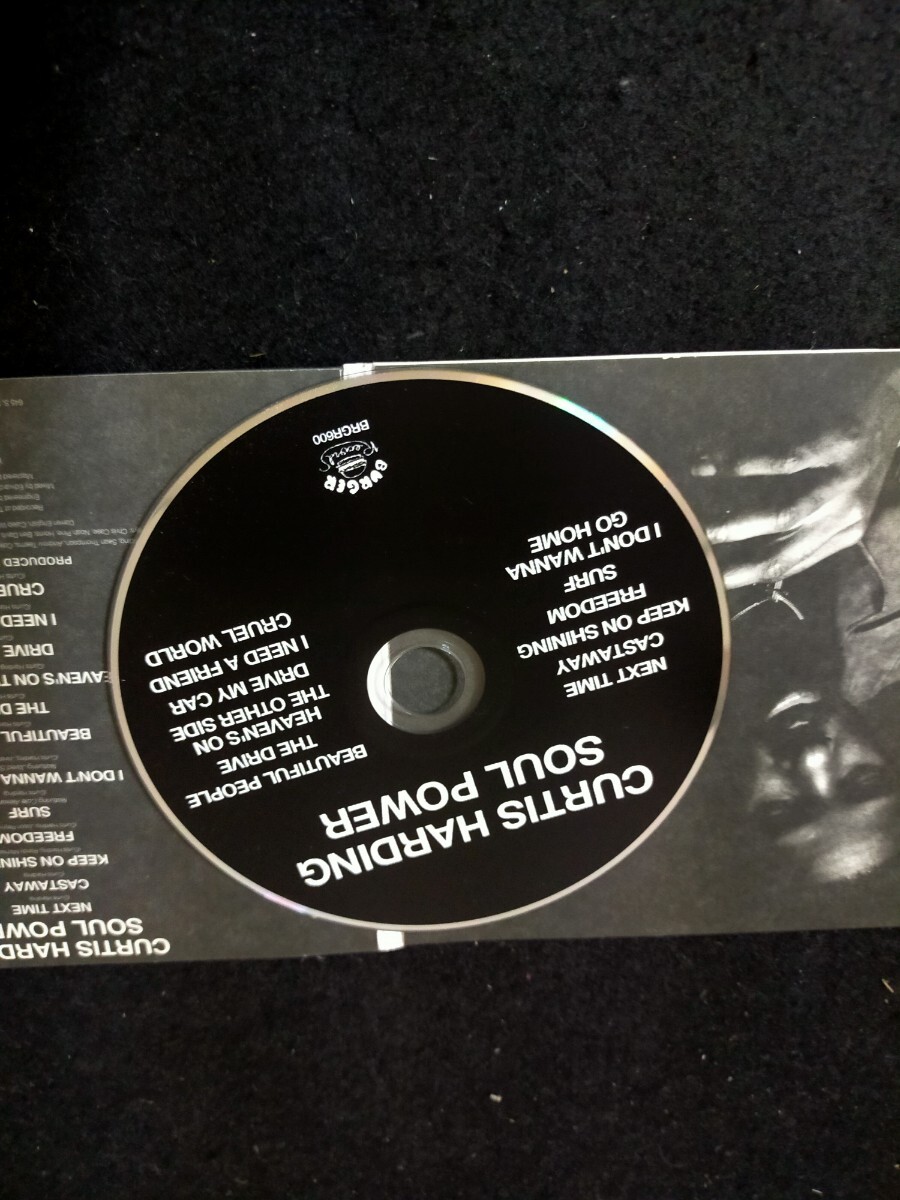 CURTIS HARDING
SOUL POWER
NEXT TIME
CASTAWAY
KEEP ON SHINING
FREEDOM
SURF
I DON'T WANNA
GO HOME
BEAUTIFUL PEOPLE
THE DRIVE
HEAVEN'S ON
THE OTHER SIDE
DRIVE MY CAR
I NEED A FRIEND
CRUEL WORLD
BURGER
Records
BRGR600
CURTIS HARD
SOUL POW
NEXT TIME
CASTAWAY
KEEP ON SHIN
FREEDOM
SURF
I DON'T WANNA
BEAUTIFUL
THE D
EAVEN'S ON T
DRIVE
I NEED
CRUE
PRODUCED